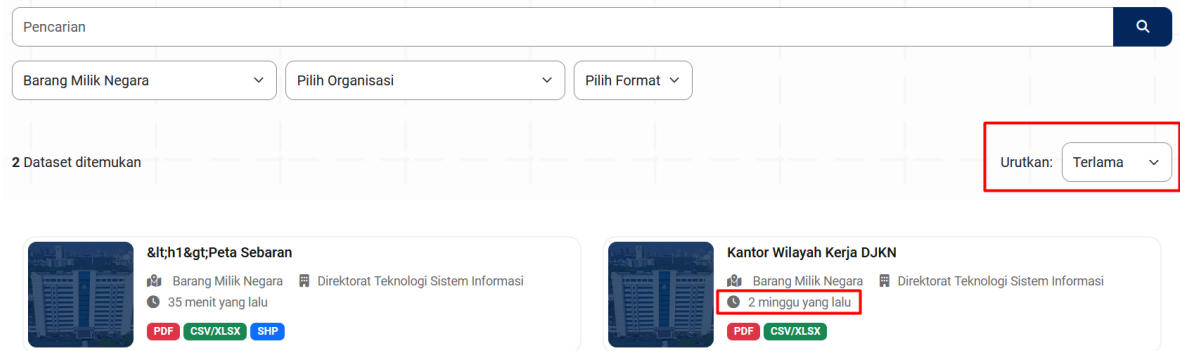 Pencarian
Barang Milik Negara
Pilih Organisasi
Pilih Format
2 Dataset ditemukan
Urutkan: Terlama
&lt;h1&gt;Peta Sebaran
Barang Milik Negara Direktorat Teknologi Sistem Informasi
35 menit yang lalu
PDF CSV/XLSX SHP
Kantor Wilayah Kerja DJKN
Barang Milik Negara Direktorat Teknologi Sistem Informasi
2 minggu yang lalu
PDF CSV/XLSX